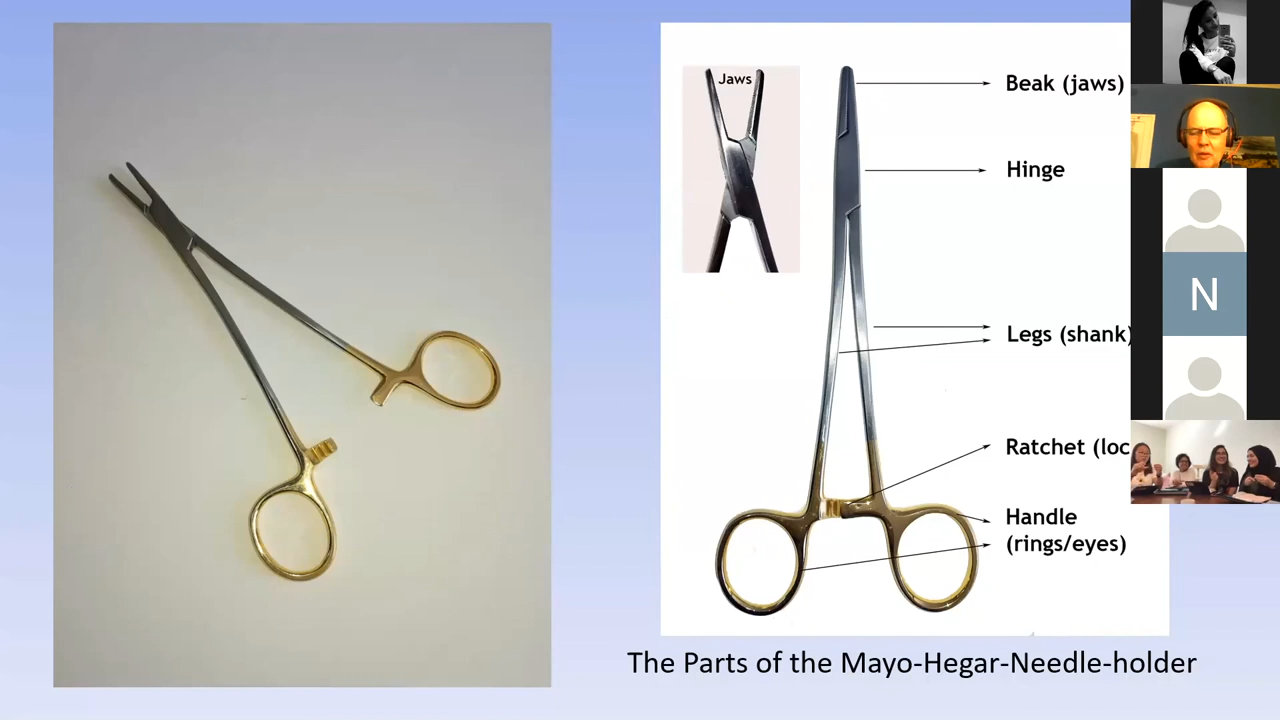 Jaws
Beak (jaws)
Hinge
Legs (shank)
Ratchet (loc
Handle
(rings/eyes)
N
The Parts of the Mayo-Hegar-Needle-holder